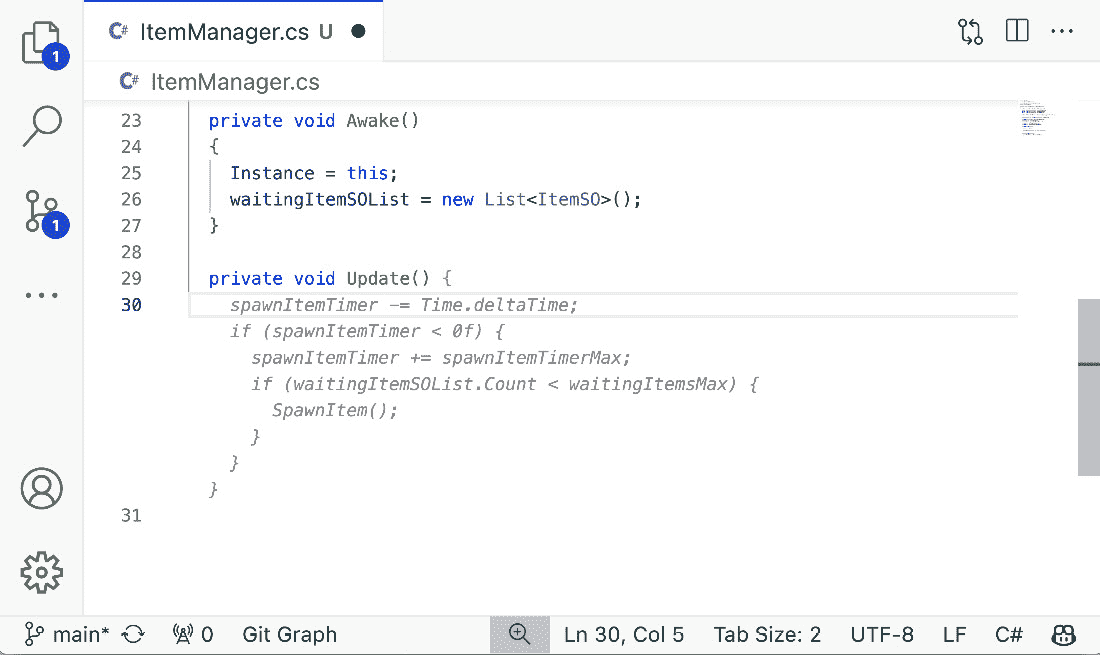 1
1
C# ItemManager.cs U
C# ItemManager.cs
23 private void Awake()
24 {
25 Instance = this;
26 waitingItemSOList = new List<ItemSO>();
27 }
28
29 private void Update() {
30 spawnItemTimer -= Time.deltaTime;
if (spawnItemTimer < 0f) {
spawnItemTimer += spawnItemTimerMax;
if (waitingItemSOList.Count < waitingItemsMax) {
SpawnItem();
}
}
}
31
main* 0 Git Graph Ln 30, Col 5 Tab Size: 2 UTF-8 LF C#